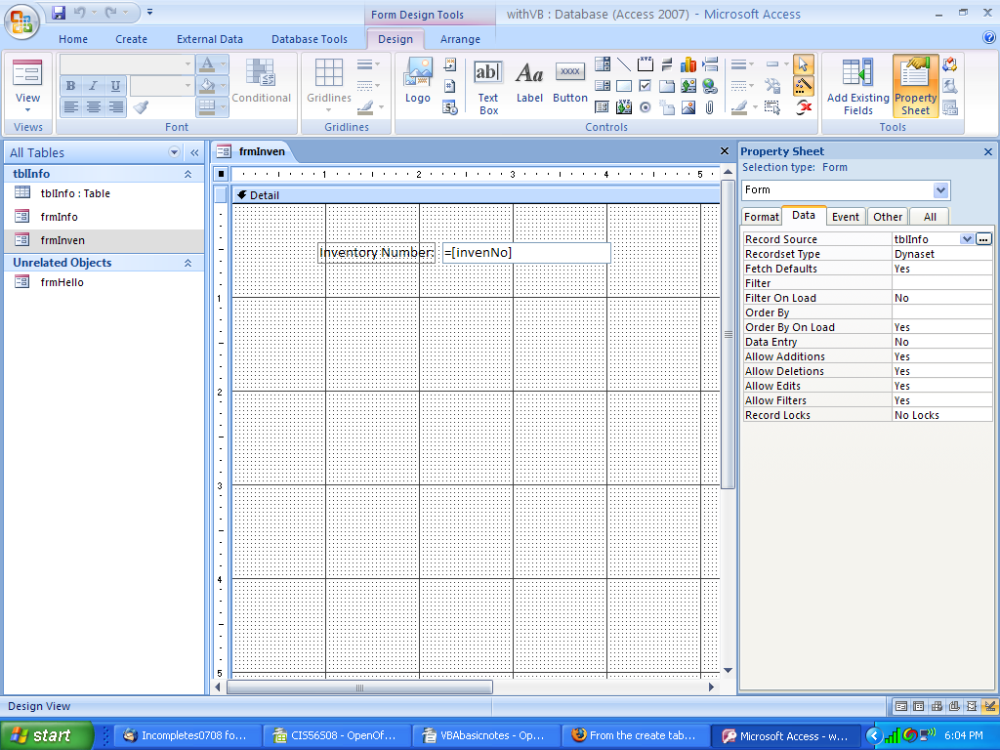 Form Design Tools
withVB : Database (Access 2007) - Microsoft Access
Home Create External Data Database Tools Design Arrange
View
Views
B I U
A
Conditional
Font
Gridlines
Gridlines
Logo
ab
Text Box
Aa
Label
XXXX
Button
Controls
Add Existing Fields
Property Sheet
Tools
All Tables
tblInfo
tblInfo : Table
frmInfo
frmInven
Unrelated Objects
frmHello
frmInven
1 2 3 4 5
Detail
Inventory Number: =[invenNo]
1
2
3
4
5
Property Sheet
Selection type: Form
Form
Format Data Event Other All
Record Source tblInfo
Recordset Type Dynaset
Fetch Defaults Yes
Filter
Filter On Load No
Order By
Order By On Load Yes
Data Entry No
Allow Additions Yes
Allow Deletions Yes
Allow Edits Yes
Allow Filters Yes
Record Locks No Locks
Design View
start
Incompletes0708 fo...
CIS56S08 - OpenOf...
VBAbasicnotes - Op...
From the create tab...
Microsoft Access - w...
6:04 PM